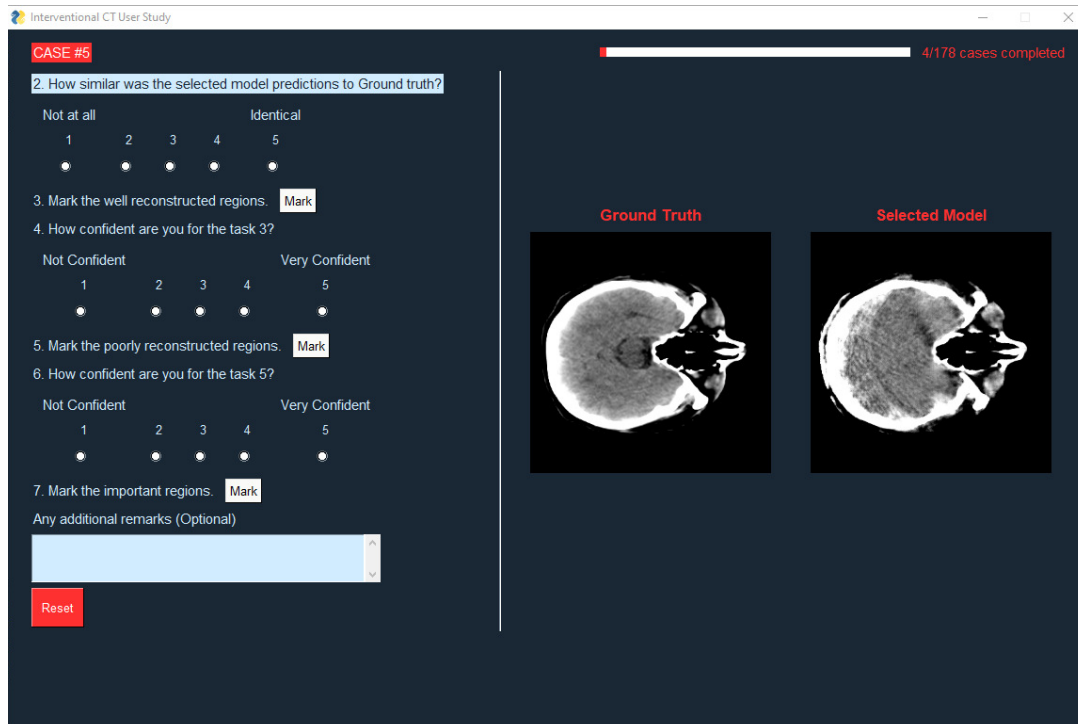 Interventional CT User Study
CASE #5
4/178 cases completed
2. How similar was the selected model predictions to Ground truth?
Not at all Identical
1 2 3 4 5
3. Mark the well reconstructed regions. Mark
4. How confident are you for the task 3?
Not Confident Very Confident
1 2 3 4 5
5. Mark the poorly reconstructed regions. Mark
6. How confident are you for the task 5?
Not Confident Very Confident
1 2 3 4 5
7. Mark the important regions. Mark
Any additional remarks (Optional)
Reset
Ground Truth
Selected Model